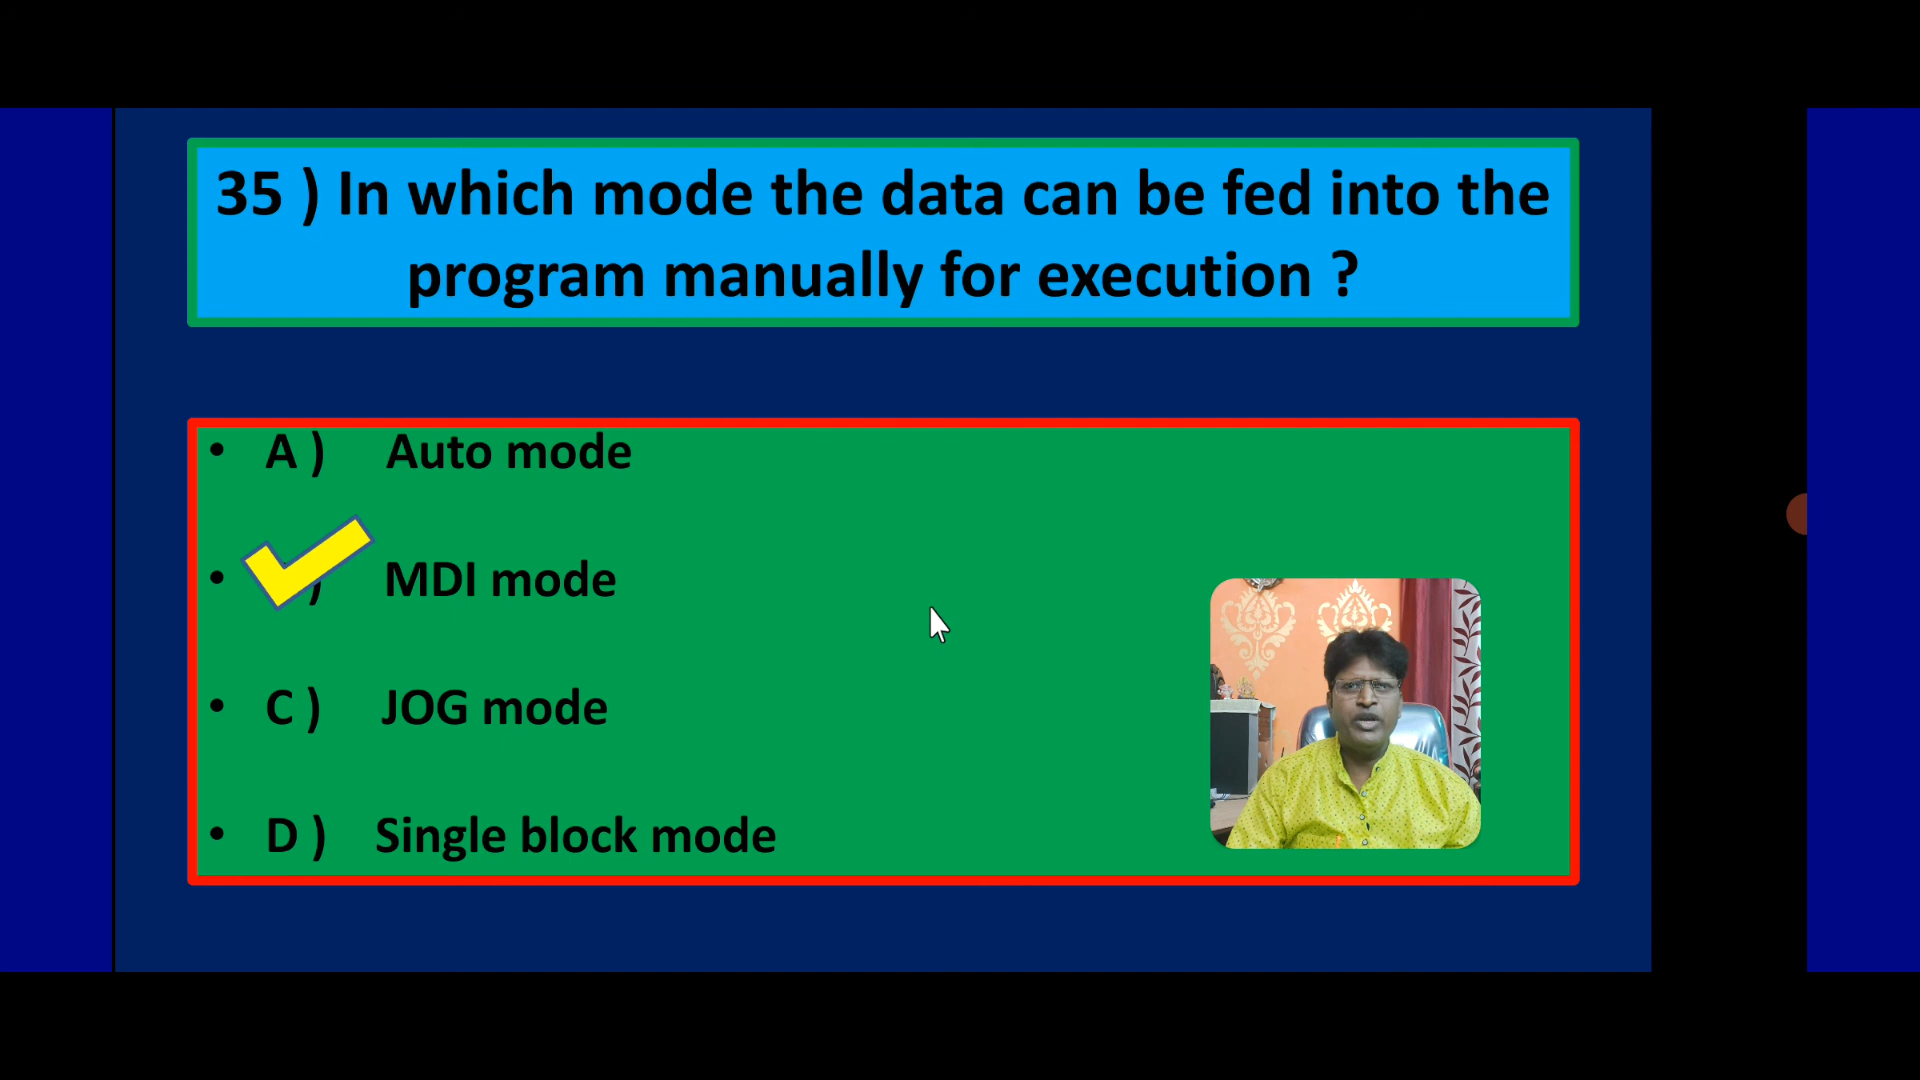 35 ) In which mode the data can be fed into the
program manually for execution ?
• A ) Auto mode
• ) MDI mode
• C ) JOG mode
• D ) Single block mode